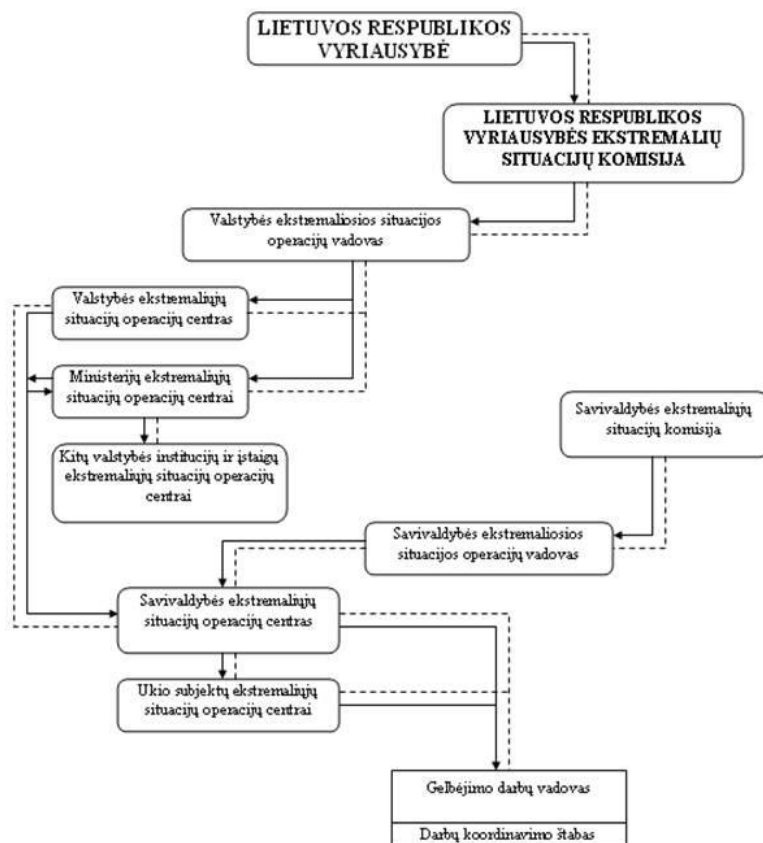 LIETUVOS RESPUBLIKOS
VYRIAUSYBĖ
LIETUVOS RESPUBLIKOS
VYRIAUSYBĖS EKSTREMALIŲ
SITUACIJŲ KOMISIJA
Valstybės ekstremaliosios situacijos
operacijų vadovas
Valstybės ekstremaliųjų
situacijų operacijų centras
Ministerijų ekstremaliųjų
situacijų operacijų centrai
Savivaldybės ekstremaliųjų
situacijų komisija
Kitų valstybės institucijų ir įstaigų
ekstremaliųjų situacijų operacijų
centrai
Savivaldybės ekstremaliosios
situacijos operacijų vadovas
Savivaldybės ekstremaliųjų
situacijų operacijų centras
Ukio subjektų ekstremaliųjų
situacijų operacijų centrai
Gelbėjimo darbų vadovas
Darbų koordinavimo štabas